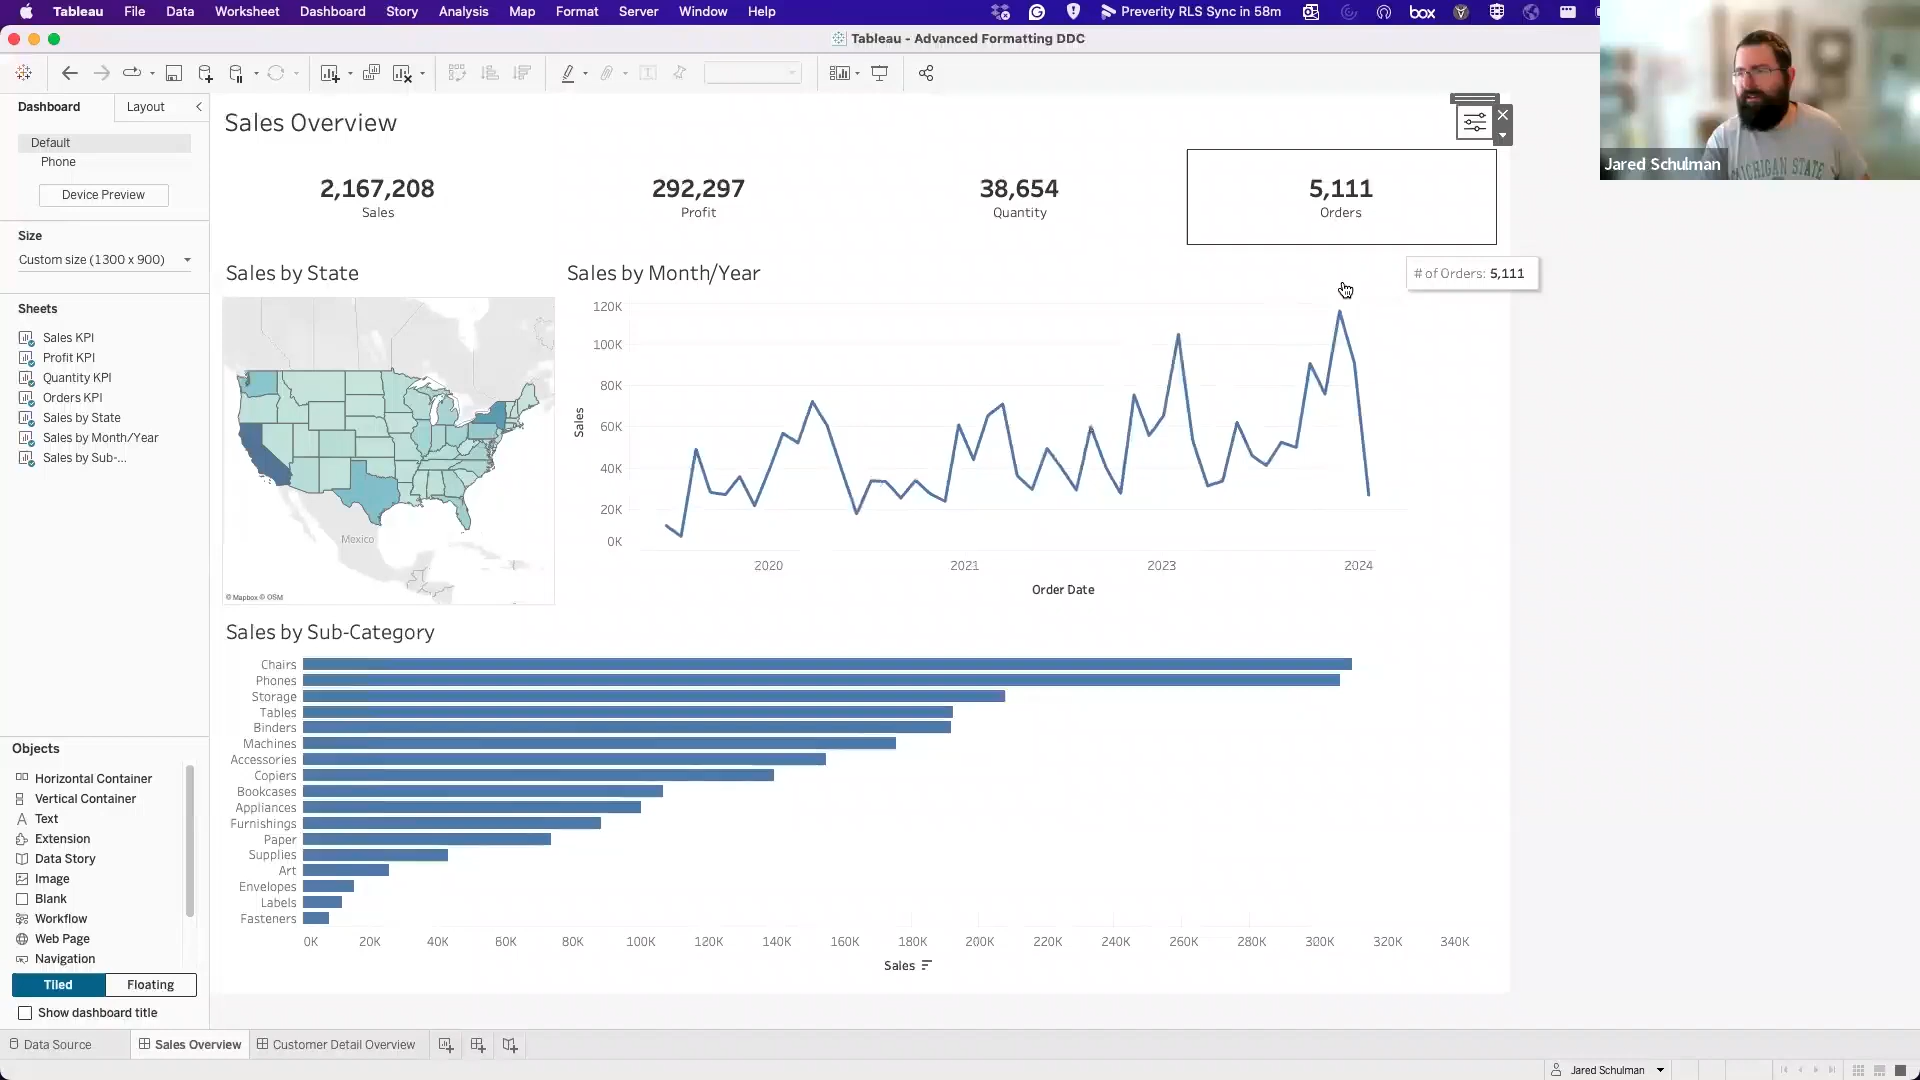 Tableau File Data Worksheet Dashboard Story Analysis Map Format Server Window Help
Preverity RLS Sync in 58m
box
Tableau - Advanced Formatting DDC
Jared Schulman
MICHIGAN STATE
Dashboard Layout
Default
Phone
Device Preview
Size
Custom size (1300 x 900)
Sheets
Sales KPI
Profit KPI
Quantity KPI
Orders KPI
Sales by State
Sales by Month/Year
Sales by Sub-...
Objects
Horizontal Container
Vertical Container
Text
Extension
Data Story
Image
Blank
Workflow
Web Page
Navigation
Tiled Floating
Show dashboard title
Sales Overview
2,167,208
Sales
292,297
Profit
38,654
Quantity
5,111
Orders
# of Orders: 5,111
Sales by State
Mexico
© Mapbox © OSM
Sales by Month/Year
Sales
120K
100K
80K
60K
40K
20K
0K
2020 2021 2023 2024
Order Date
Sales by Sub-Category
Chairs
Phones
Storage
Tables
Binders
Machines
Accessories
Copiers
Bookcases
Appliances
Furnishings
Paper
Supplies
Art
Envelopes
Labels
Fasteners
0K 20K 40K 60K 80K 100K 120K 140K 160K 180K 200K 220K 240K 260K 280K 300K 320K 340K
Sales
Data Source Sales Overview Customer Detail Overview
Jared Schulman